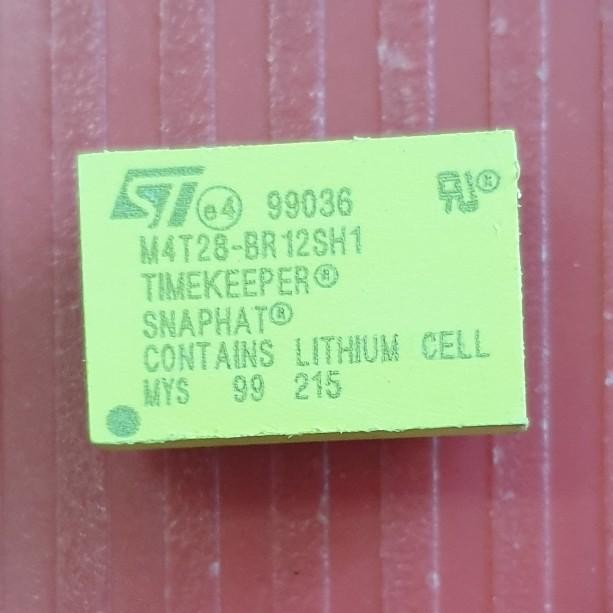 ST e4 99036
M4T28-BR12SH1
TIMEKEEPER®
SNAPHAT®
CONTAINS LITHIUM CELL
MYS 99 215